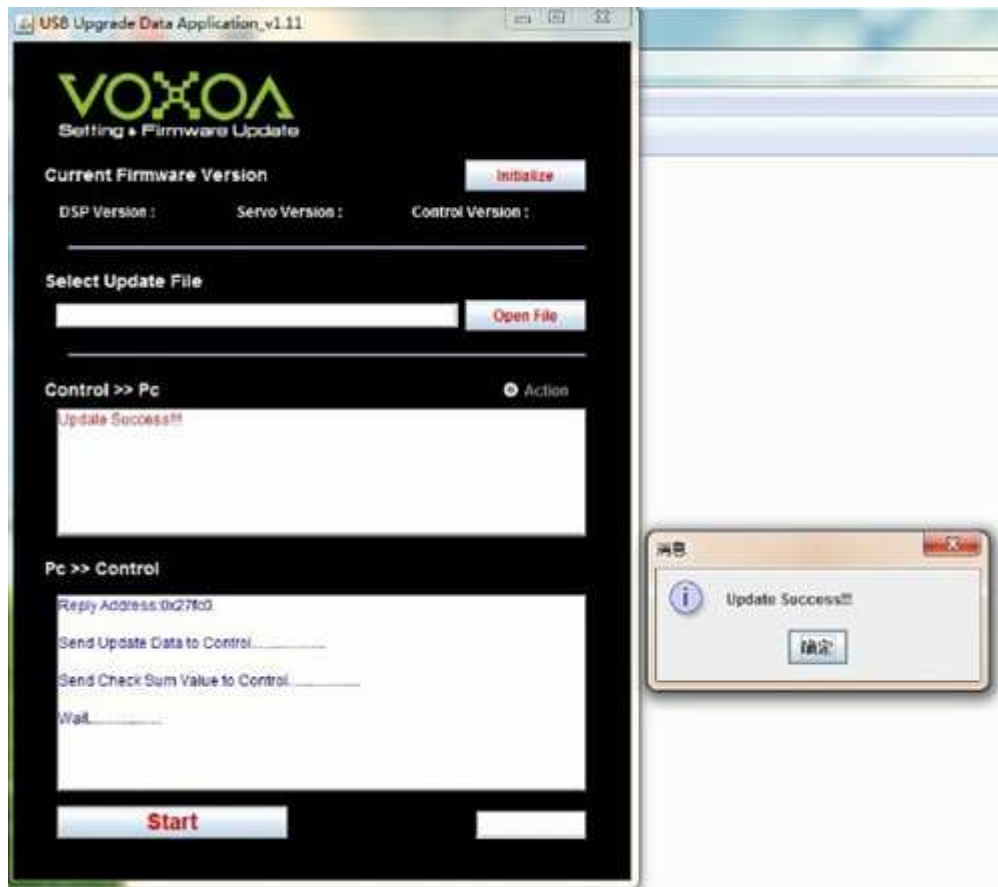 USB Upgrade Data Application_v1.11
VOXOA
Setting + Firmware Update
Current Firmware Version
Initialize
DSP Version :
Servo Version :
Control Version :
Select Update File
Open File
Control >> Pc
Action
Update Success!!!
Pc >> Control
Reply Address:0x27fc0
Send Update Data to Control..................
Send Check Sum Value to Control..................
Wait..................
Start
消息
Update Success!!!
确定